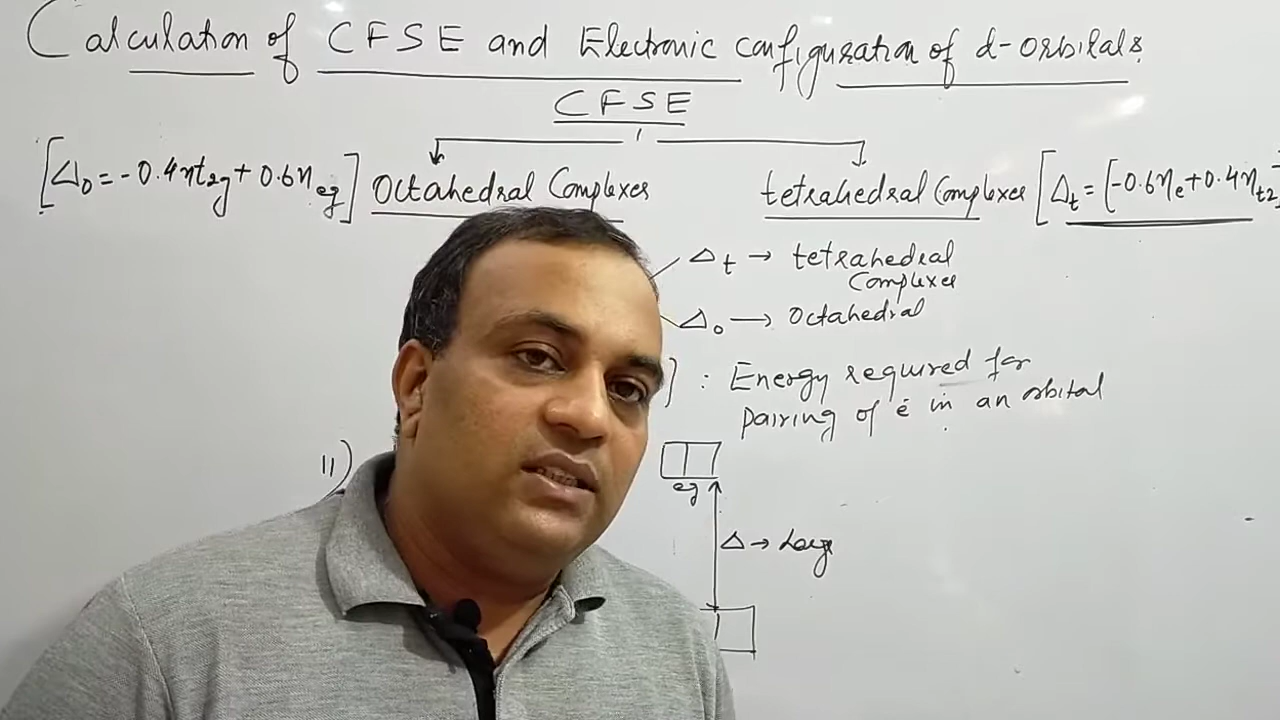 Calculation of CFSE and Electronic configuration of d-orbitals.
CFSE
[Δo = -0.4nt2g + 0.6neg] Octahedral Complexes
tetrahedral Complexes [Δt = [-0.6ne + 0.4nt2
Δt → tetrahedral
Complexes
Δo → Octahedral
] : Energy required for
pairing of e⁻ in an orbital
II)
eg
Δ → Large